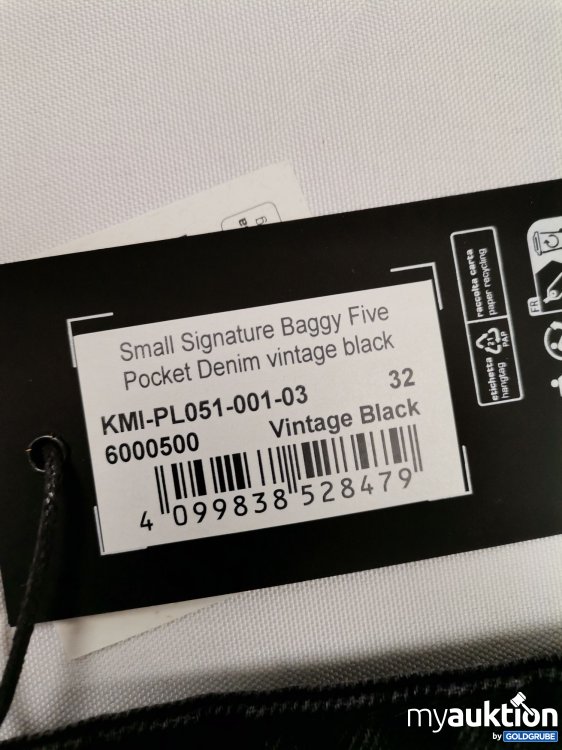 Small Signature Baggy Five
Pocket Denim vintage black
KMI-PL051-001-03
32
6000500
Vintage Black
4 099838 528479
raccolta carta
paper recycling
etichetta
hangtag
21
PAP
FR
myauktion
by GOLDGRUBE